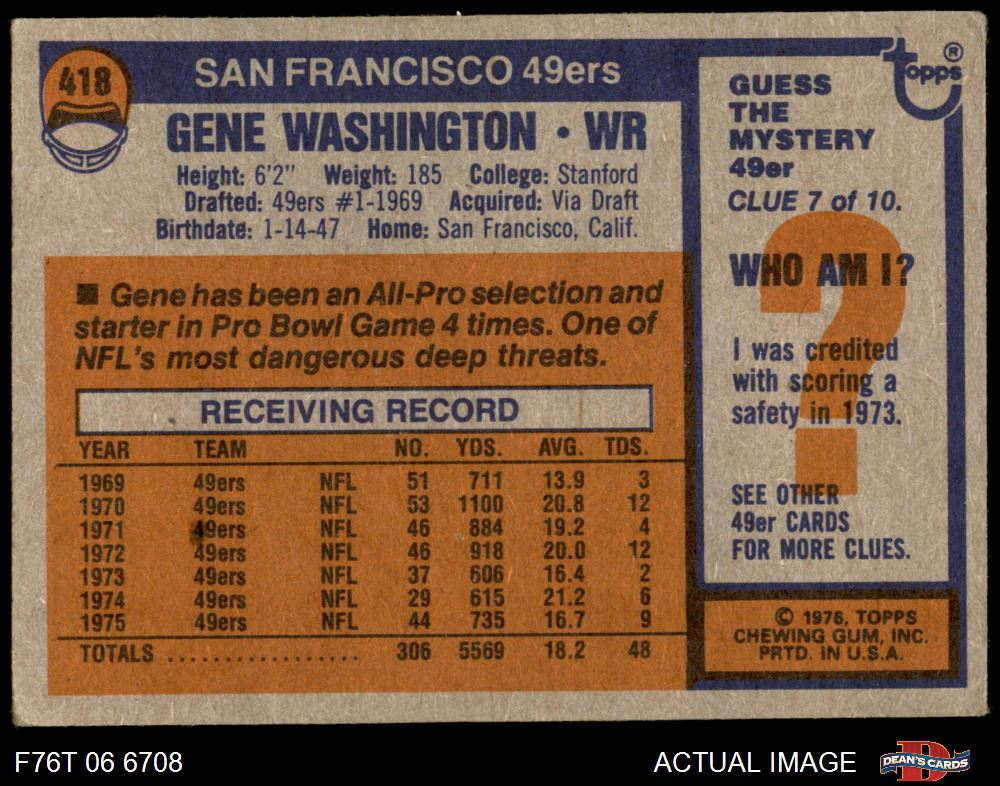 418
SAN FRANCISCO 49ers
GENE WASHINGTON • WR
Height: 6'2" Weight: 185 College: Stanford
Drafted: 49ers #1-1969 Acquired: Via Draft
Birthdate: 1-14-47 Home: San Francisco, Calif.
■ Gene has been an All-Pro selection and
starter in Pro Bowl Game 4 times. One of
NFL's most dangerous deep threats.
RECEIVING RECORD
YEAR TEAM NO. YDS. AVG. TDS.
1969 49ers NFL 51 711 13.9 3
1970 49ers NFL 53 1100 20.8 12
1971 49ers NFL 46 884 19.2 4
1972 49ers NFL 46 918 20.0 12
1973 49ers NFL 37 606 16.4 2
1974 49ers NFL 29 615 21.2 6
1975 49ers NFL 44 735 16.7 9
TOTALS .................. 306 5569 18.2 48
topps ®
GUESS
THE
MYSTERY
49er
CLUE 7 of 10.
?
WHO AM I?
I was credited
with scoring a
safety in 1973.
SEE OTHER
49er CARDS
FOR MORE CLUES.
© 1976, TOPPS
CHEWING GUM, INC.
PRTD. IN U.S.A.
F76T 06 6708
ACTUAL IMAGE
D
DEAN'S CARDS